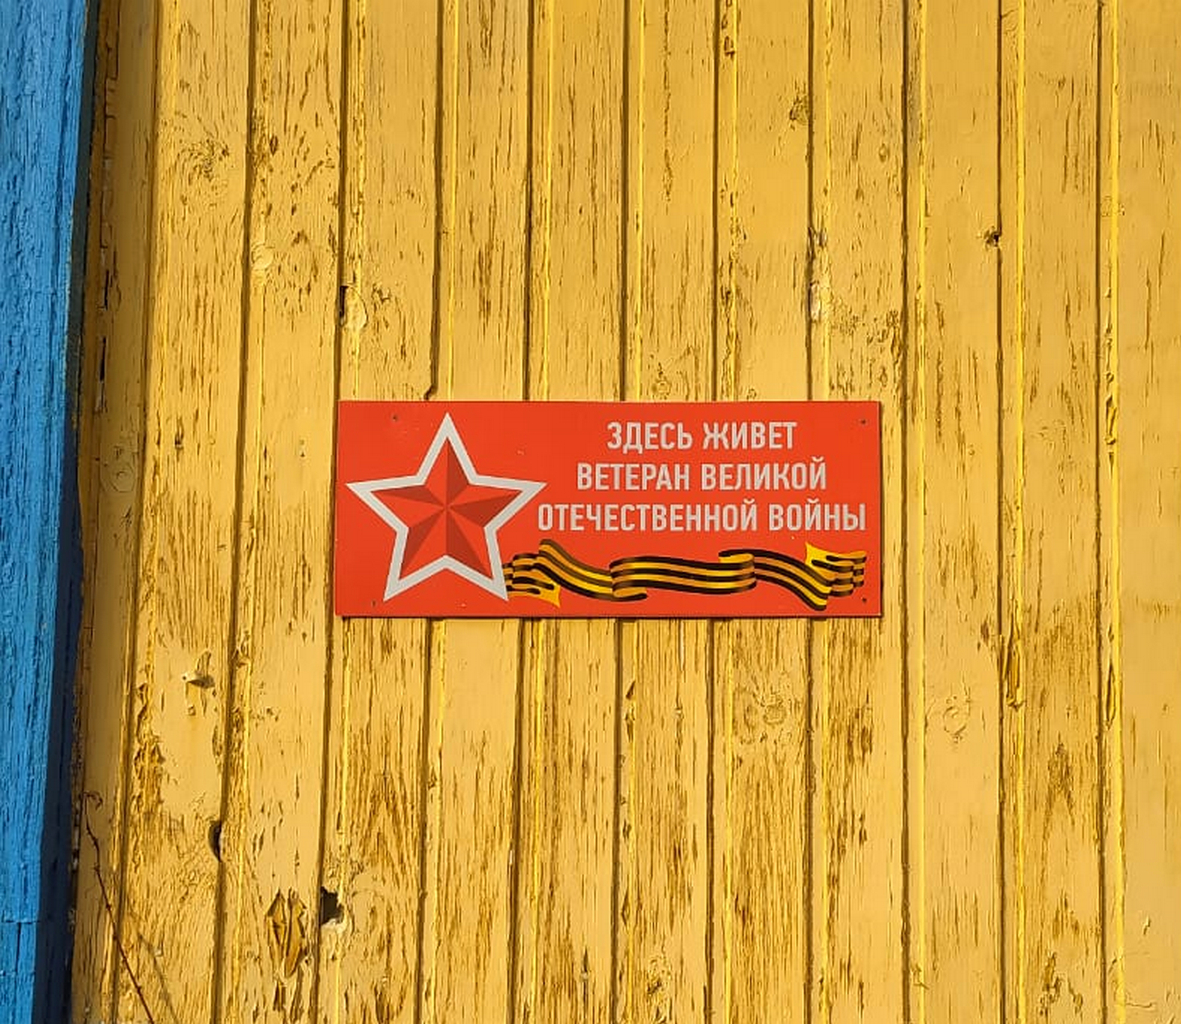 ЗДЕСЬ ЖИВЕТ
ВЕТЕРАН ВЕЛИКОЙ
ОТЕЧЕСТВЕННОЙ ВОЙНЫ